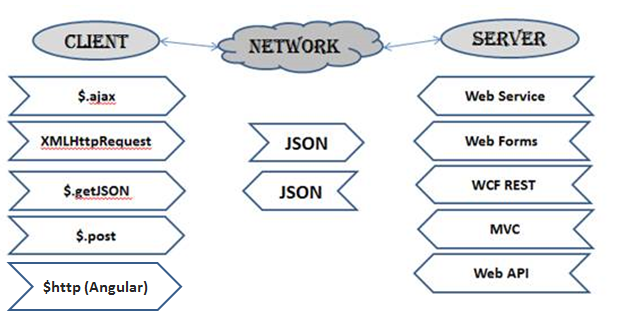 CLIENT
NETWORK
SERVER
$.ajax
XMLHttpRequest
$.getJSON
$.post
$http (Angular)
JSON
JSON
Web Service
Web Forms
WCF REST
MVC
Web API